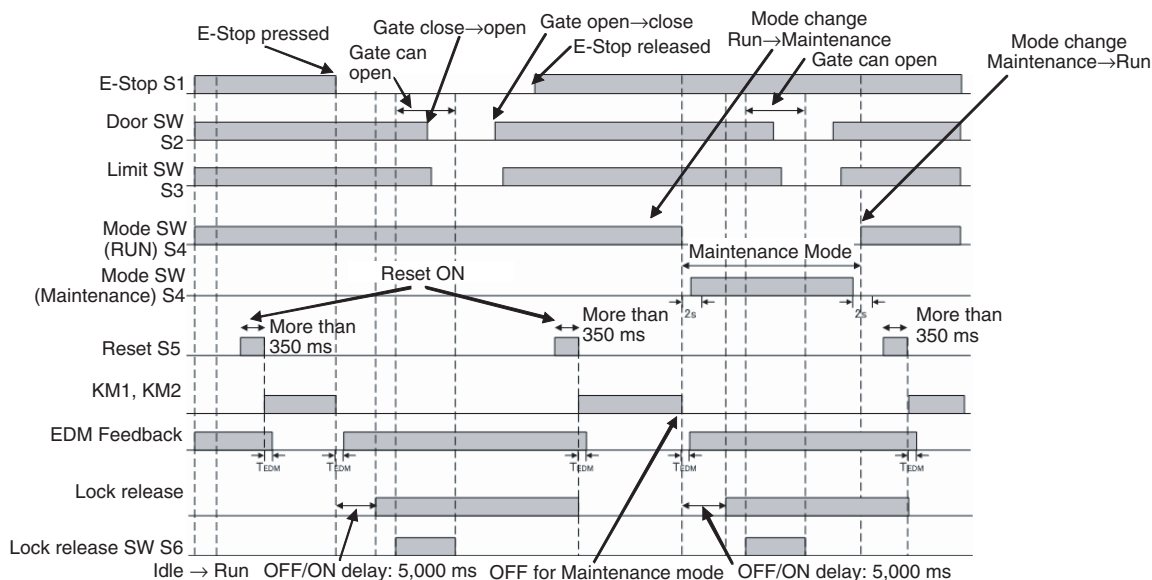 E-Stop pressed
Gate close→open
Gate can
open
Gate open→close
E-Stop released
Mode change
Run→Maintenance
Gate can open
Mode change
Maintenance→Run
E-Stop S1
Door SW
S2
Limit SW
S3
Mode SW
(RUN) S4
Maintenance Mode
Mode SW
(Maintenance) S4
Reset ON
2s
2s
More than
350 ms
More than
350 ms
More than
350 ms
Reset S5
KM1, KM2
EDM Feedback
TEDM
TEDM
TEDM
TEDM
TEDM
Lock release
Lock release SW S6
Idle → Run
OFF/ON delay: 5,000 ms
OFF for Maintenance mode
OFF/ON delay: 5,000 ms